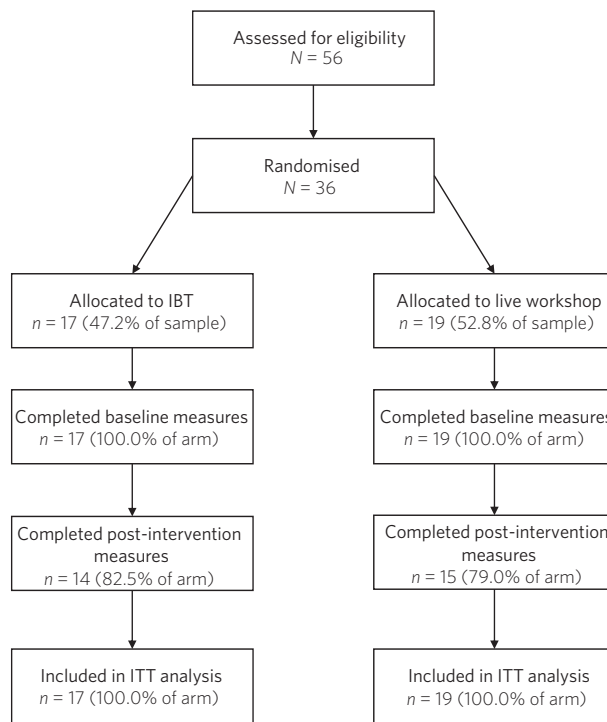 Assessed for eligibility
N = 56
Randomised
N = 36
Allocated to IBT
n = 17 (47.2% of sample)
Allocated to live workshop
n = 19 (52.8% of sample)
Completed baseline measures
n = 17 (100.0% of arm)
Completed baseline measures
n = 19 (100.0% of arm)
Completed post-intervention
measures
n = 14 (82.5% of arm)
Completed post-intervention
measures
n = 15 (79.0% of arm)
Included in ITT analysis
n = 17 (100.0% of arm)
Included in ITT analysis
n = 19 (100.0% of arm)